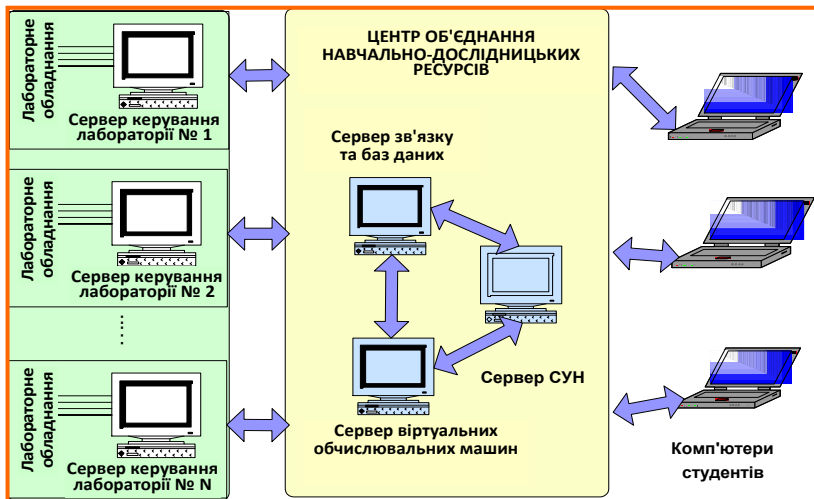 Лабораторне
обладнання
Сервер керування
лабораторії № 1
Лабораторне
обладнання
Сервер керування
лабораторії № 2
.....
Лабораторне
обладнання
Сервер керування
лабораторії № N
ЦЕНТР ОБ'ЄДНАННЯ
НАВЧАЛЬНО-ДОСЛІДНИЦЬКИХ
РЕСУРСІВ
Сервер зв'язку
та баз даних
Сервер СУН
Сервер віртуальних
обчислювальних машин
Комп'ютери
студентів